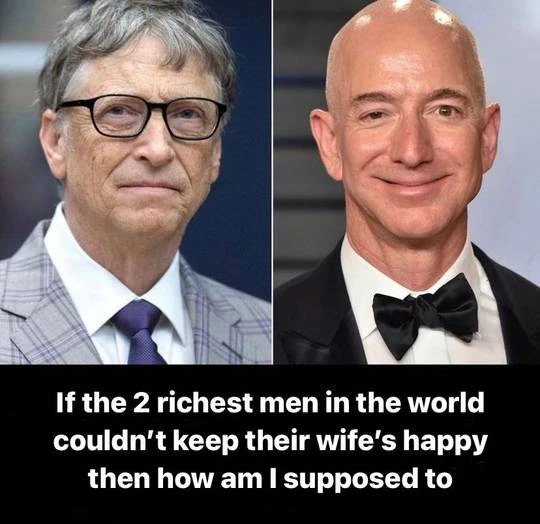 If the 2 richest men in the world
couldn't keep their wife's happy
then how am I supposed to